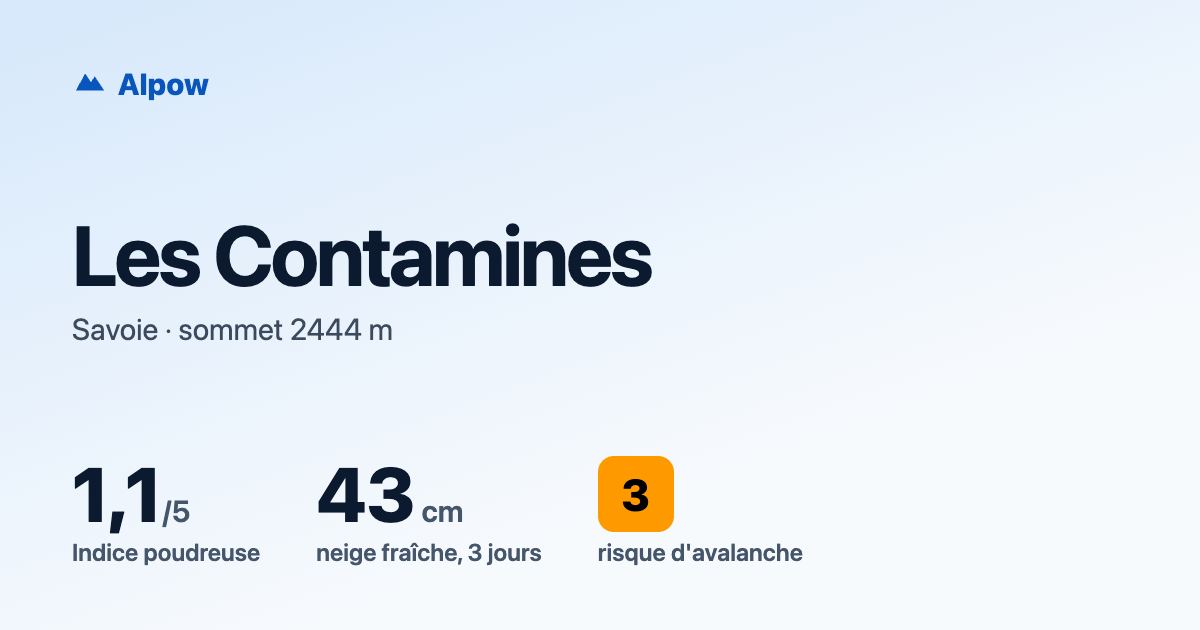 Alpow
Les Contamines
Savoie · sommet 2444 m
1,1/5
Indice poudreuse
43 cm
neige fraîche, 3 jours
3
risque d'avalanche